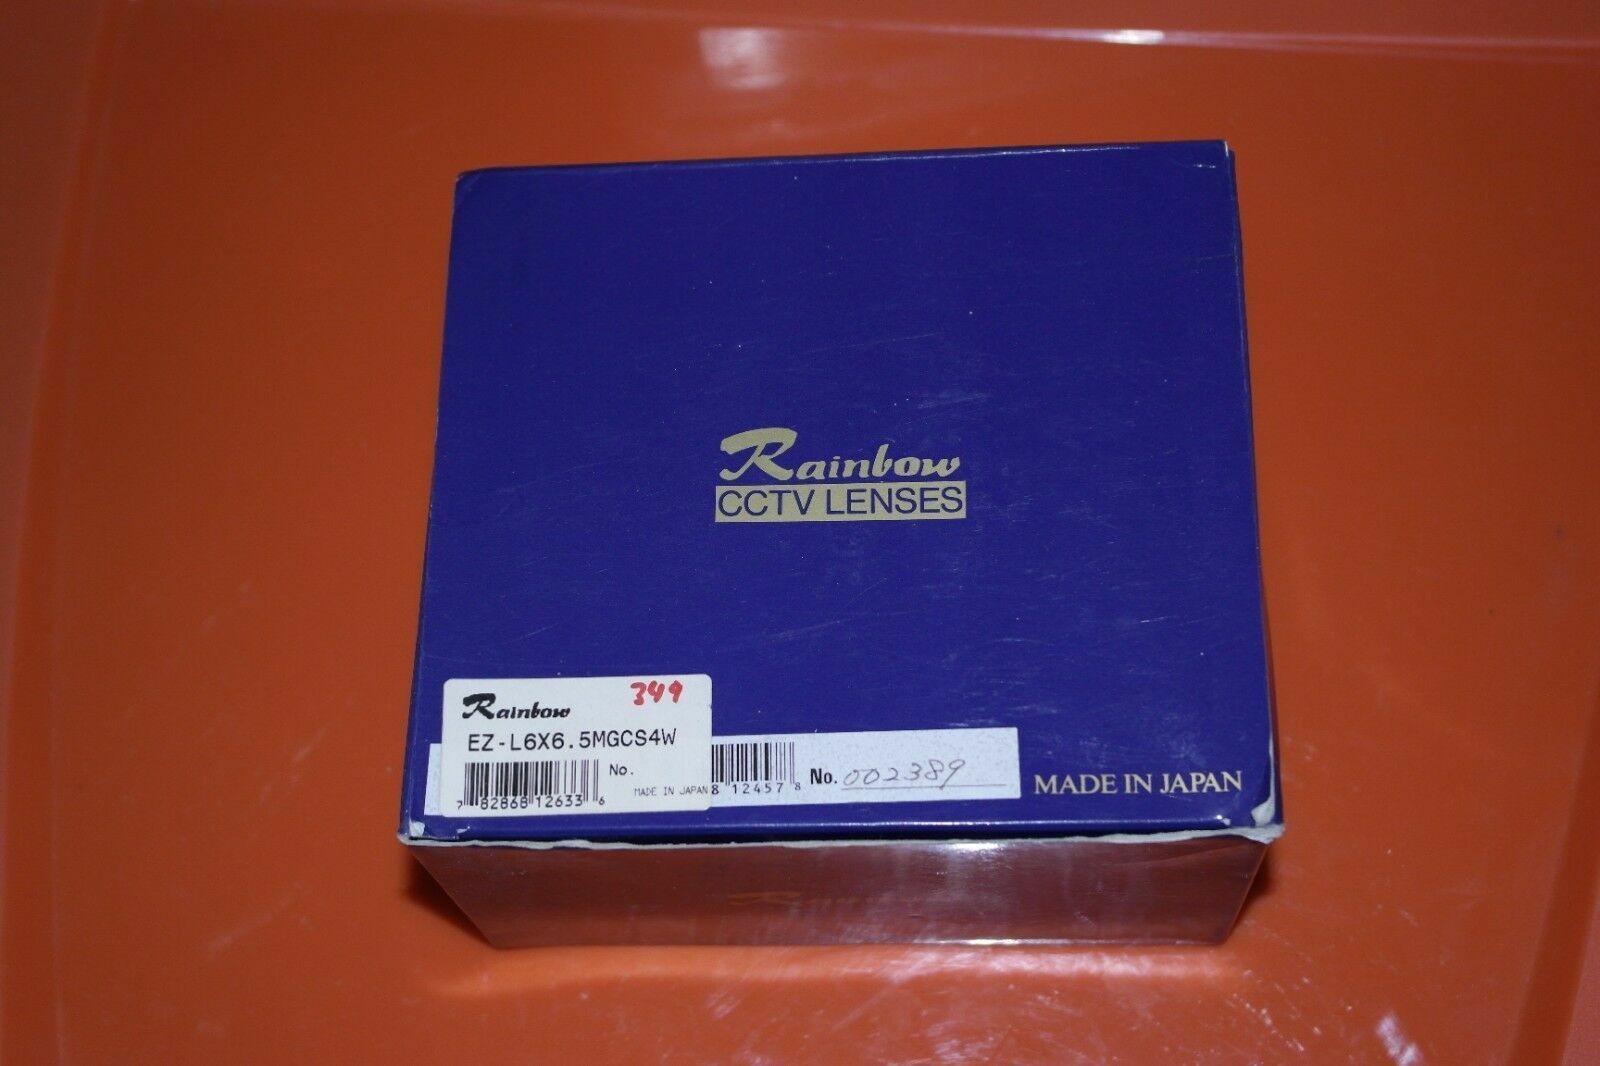 Rainbow
CCTV LENSES
Rainbow 349
EZ-L6X6.5MGCS4W
No.
7 82868 12633 6
MADE IN JAPAN
8 12457 8
No. 002389
MADE IN JAPAN